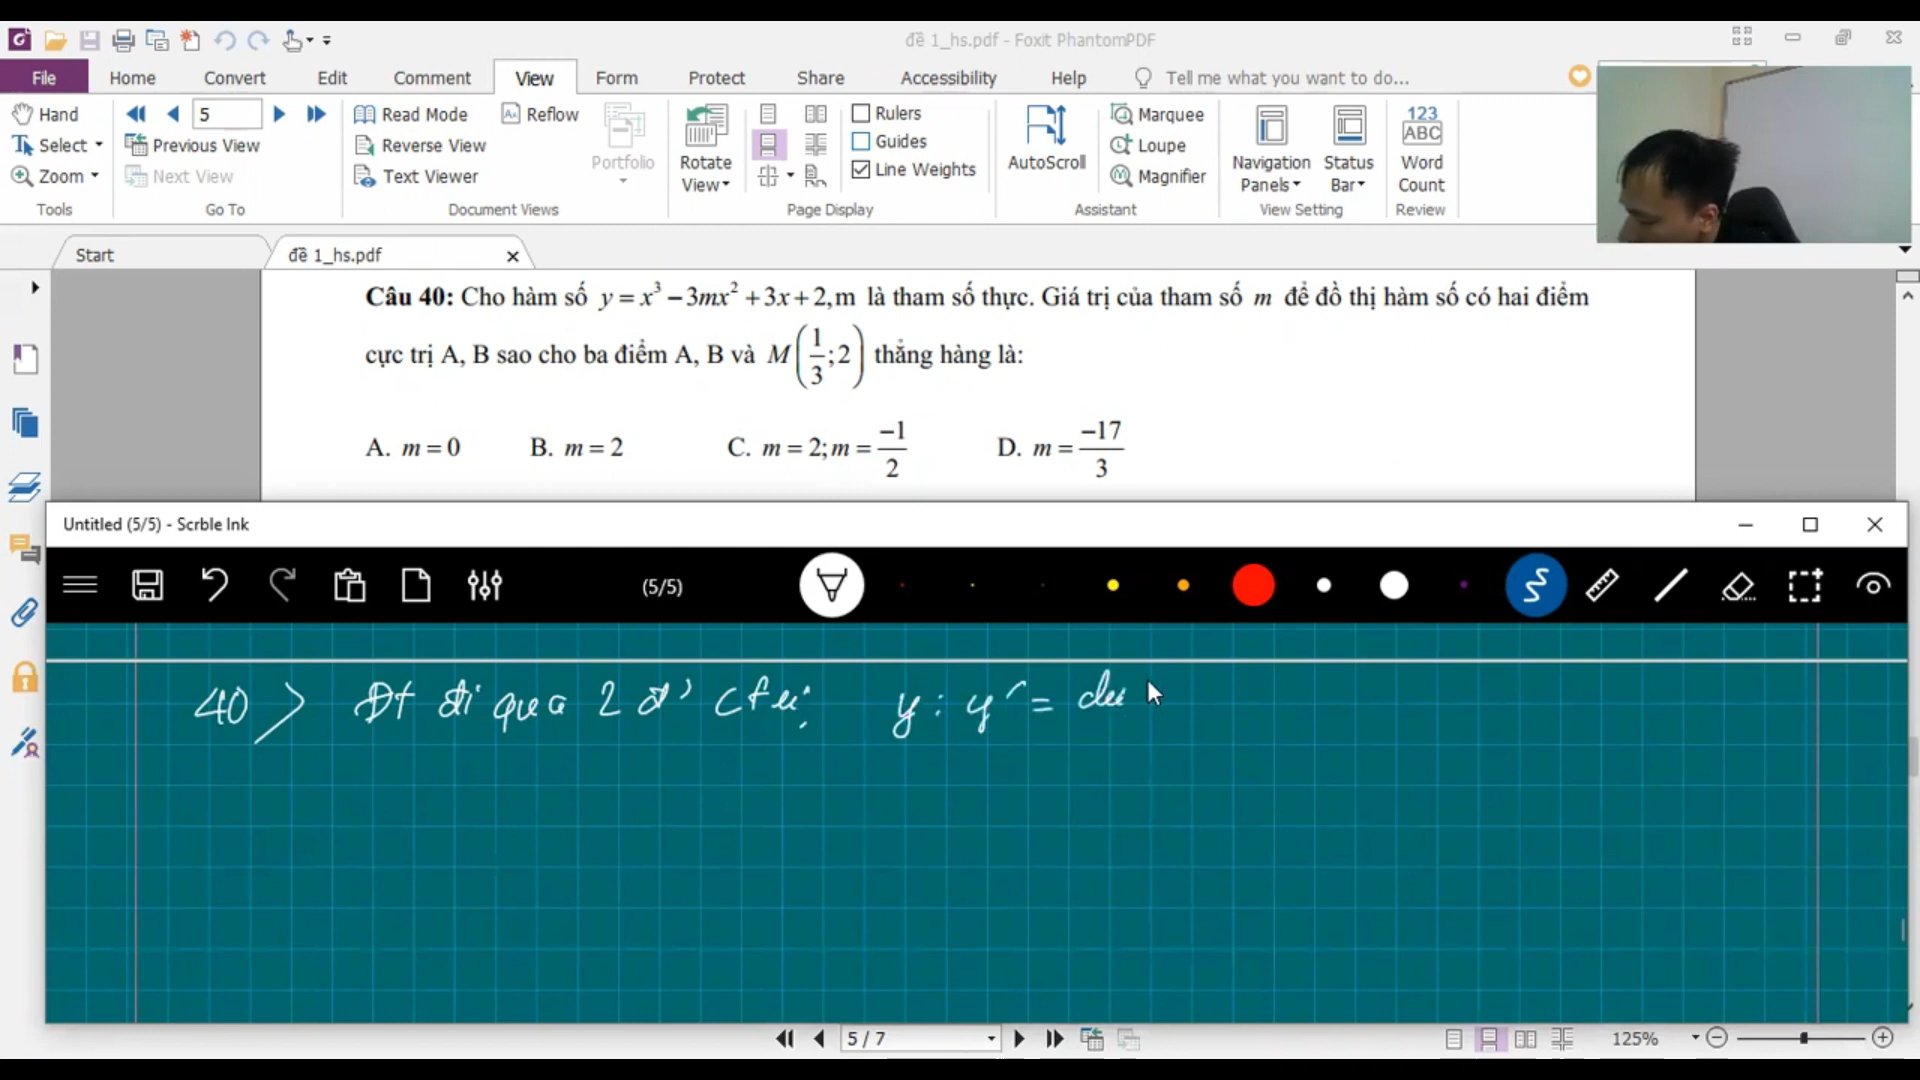 đề 1_hs.pdf - Foxit PhantomPDF
File Home Convert Edit Comment View Form Protect Share Accessibility Help Tell me what you want to do...
Hand 5 Read Mode Reflow Rulers Marquee 123
Select Previous View Reverse View Guides Loupe ABC
Zoom Next View Text Viewer Portfolio Rotate View Line Weights AutoScroll Magnifier Navigation Panels Status Bar Word Count
Tools Go To Document Views Page Display Assistant View Setting Review
Start đề 1_hs.pdf
Câu 40: Cho hàm số y = x³ − 3mx² + 3x + 2, m là tham số thực. Giá trị của tham số m để đồ thị hàm số có hai điểm
cực trị A, B sao cho ba điểm A, B và M(1/3; 2) thẳng hàng là:
A. m = 0 B. m = 2 C. m = 2; m = −1/2 D. m = −17/3
Untitled (5/5) - Scrble Ink
(5/5)
40 > Đt đi qua 2 đ' y : y' = du
5 / 7 125%